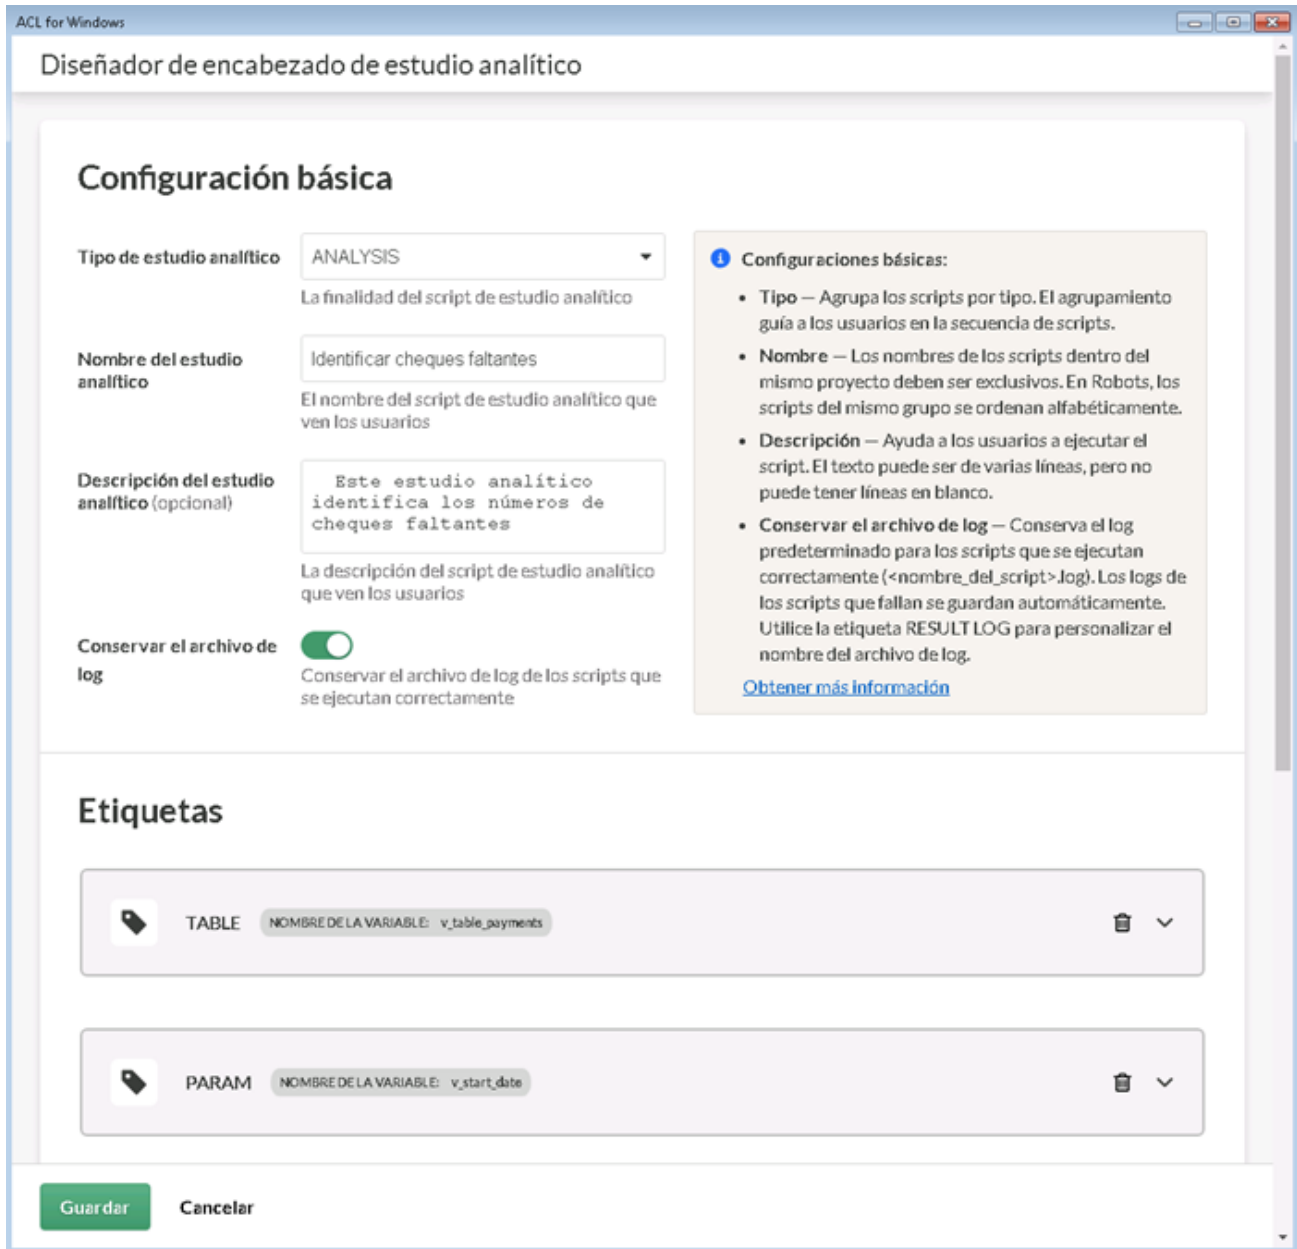 ACL for Windows
Diseñador de encabezado de estudio analítico
Configuración básica
Tipo de estudio analítico
ANALYSIS
La finalidad del script de estudio analítico
Nombre del estudio
analítico
Identificar cheques faltantes
El nombre del script de estudio analítico que
ven los usuarios
Descripción del estudio
analítico (opcional)
Este estudio analítico
identifica los números de
cheques faltantes
La descripción del script de estudio analítico
que ven los usuarios
Conservar el archivo de
log
Conservar el archivo de log de los scripts que
se ejecutan correctamente
Configuraciones básicas:
• Tipo — Agrupa los scripts por tipo. El agrupamiento
guía a los usuarios en la secuencia de scripts.
• Nombre — Los nombres de los scripts dentro del
mismo proyecto deben ser exclusivos. En Robots, los
scripts del mismo grupo se ordenan alfabéticamente.
• Descripción — Ayuda a los usuarios a ejecutar el
script. El texto puede ser de varias líneas, pero no
puede tener líneas en blanco.
• Conservar el archivo de log — Conserva el log
predeterminado para los scripts que se ejecutan
correctamente (<nombre_del_script>.log). Los logs de
los scripts que fallan se guardan automáticamente.
Utilice la etiqueta RESULT LOG para personalizar el
nombre del archivo de log.
Obtener más información
Etiquetas
TABLE NOMBRE DE LA VARIABLE: v_table_payments
PARAM NOMBRE DE LA VARIABLE: v_start_date
Guardar
Cancelar